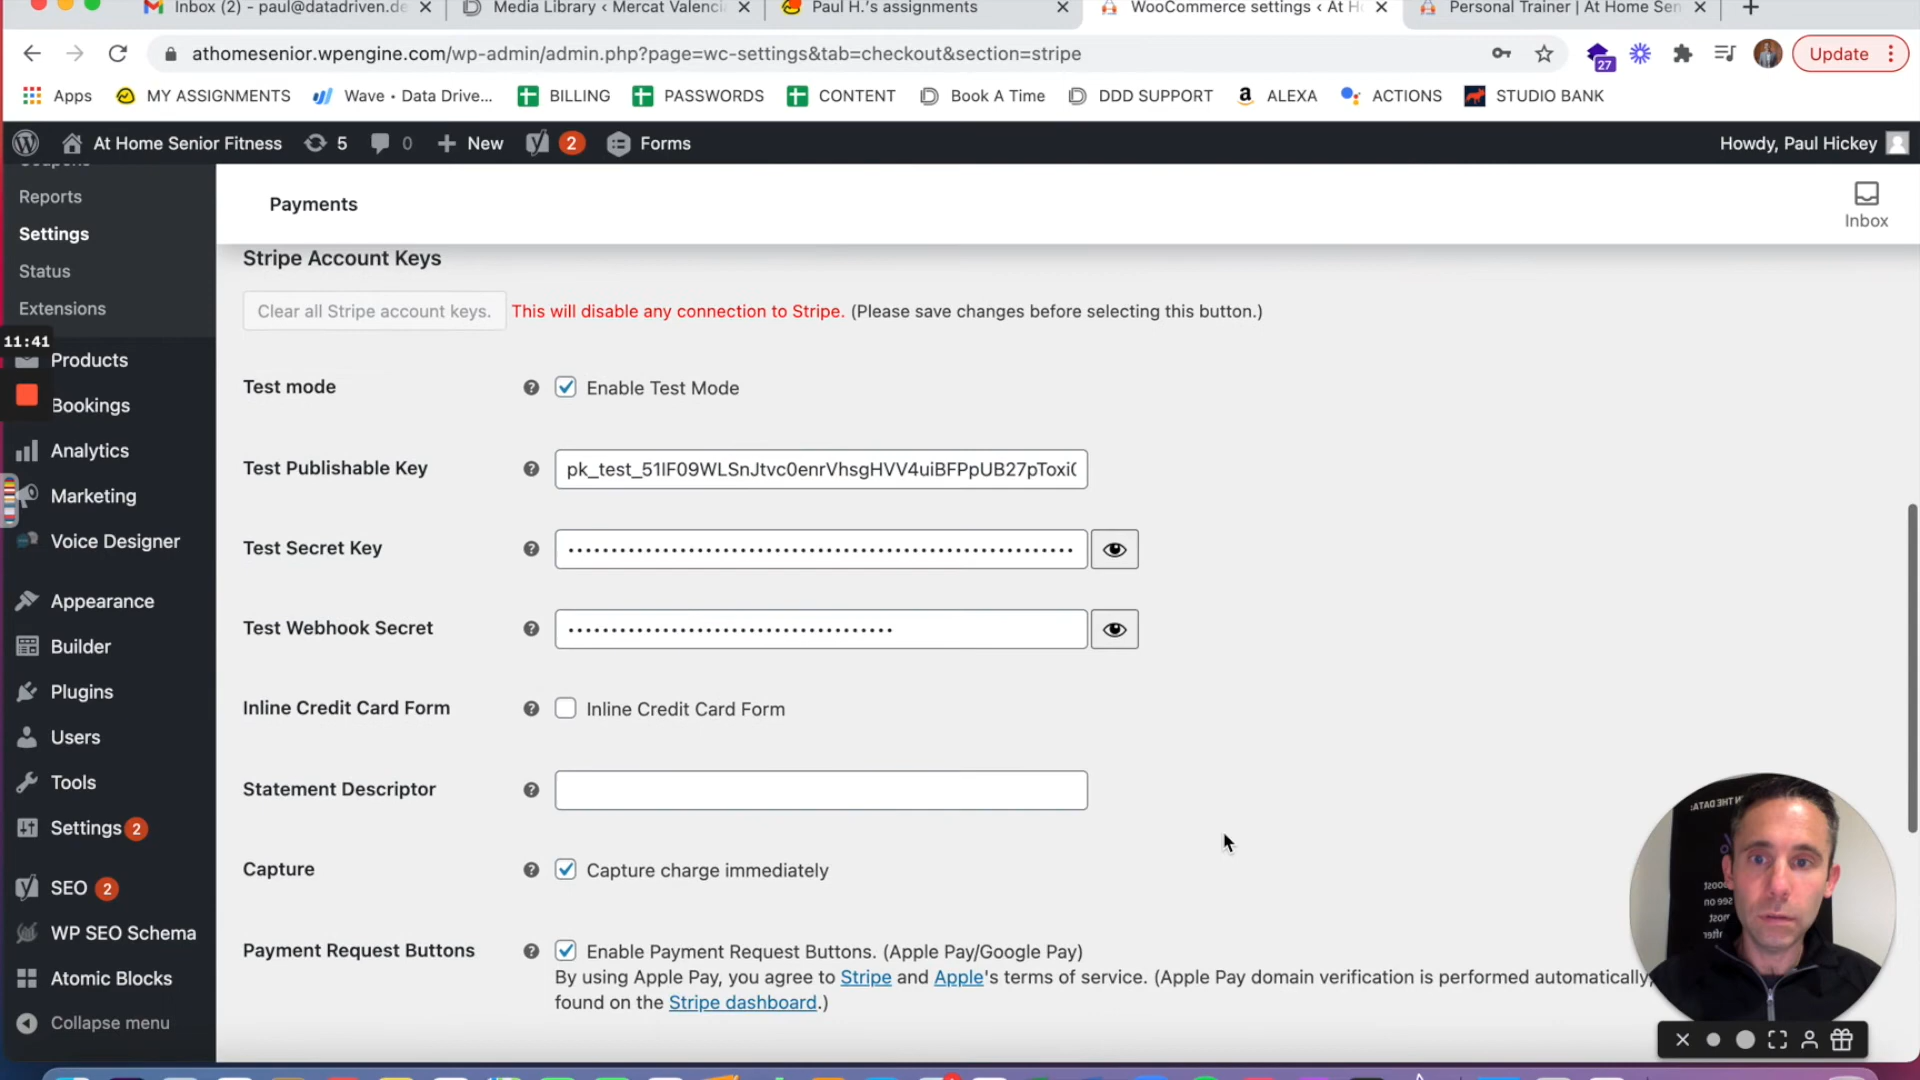 Inbox (2) - paul@datadriven.de
Media Library ‹ Mercat Valenci
Paul H.'s assignments
WooCommerce settings ‹ At H
Personal Trainer | At Home Sen
athomesenior.wpengine.com/wp-admin/admin.php?page=wc-settings&tab=checkout&section=stripe
27
Update
Apps
MY ASSIGNMENTS
Wave • Data Drive...
BILLING
PASSWORDS
CONTENT
Book A Time
DDD SUPPORT
ALEXA
ACTIONS
STUDIO BANK
At Home Senior Fitness
5
0
New
2
Forms
Howdy, Paul Hickey
Coupons
Reports
Settings
Status
Extensions
11:41
Products
Bookings
Analytics
Marketing
Voice Designer
Appearance
Builder
Plugins
Users
Tools
Settings 2
SEO 2
WP SEO Schema
Atomic Blocks
Collapse menu
Payments
Inbox
Stripe Account Keys
Clear all Stripe account keys. This will disable any connection to Stripe. (Please save changes before selecting this button.)
Test mode
Enable Test Mode
Test Publishable Key
pk_test_51IF09WLSnJtvc0enrVhsgHVV4uiBFPpUB27pToxi
Test Secret Key
Test Webhook Secret
Inline Credit Card Form
Inline Credit Card Form
Statement Descriptor
Capture
Capture charge immediately
Payment Request Buttons
Enable Payment Request Buttons. (Apple Pay/Google Pay)
By using Apple Pay, you agree to Stripe and Apple's terms of service. (Apple Pay domain verification is performed automatically,
found on the Stripe dashboard.)